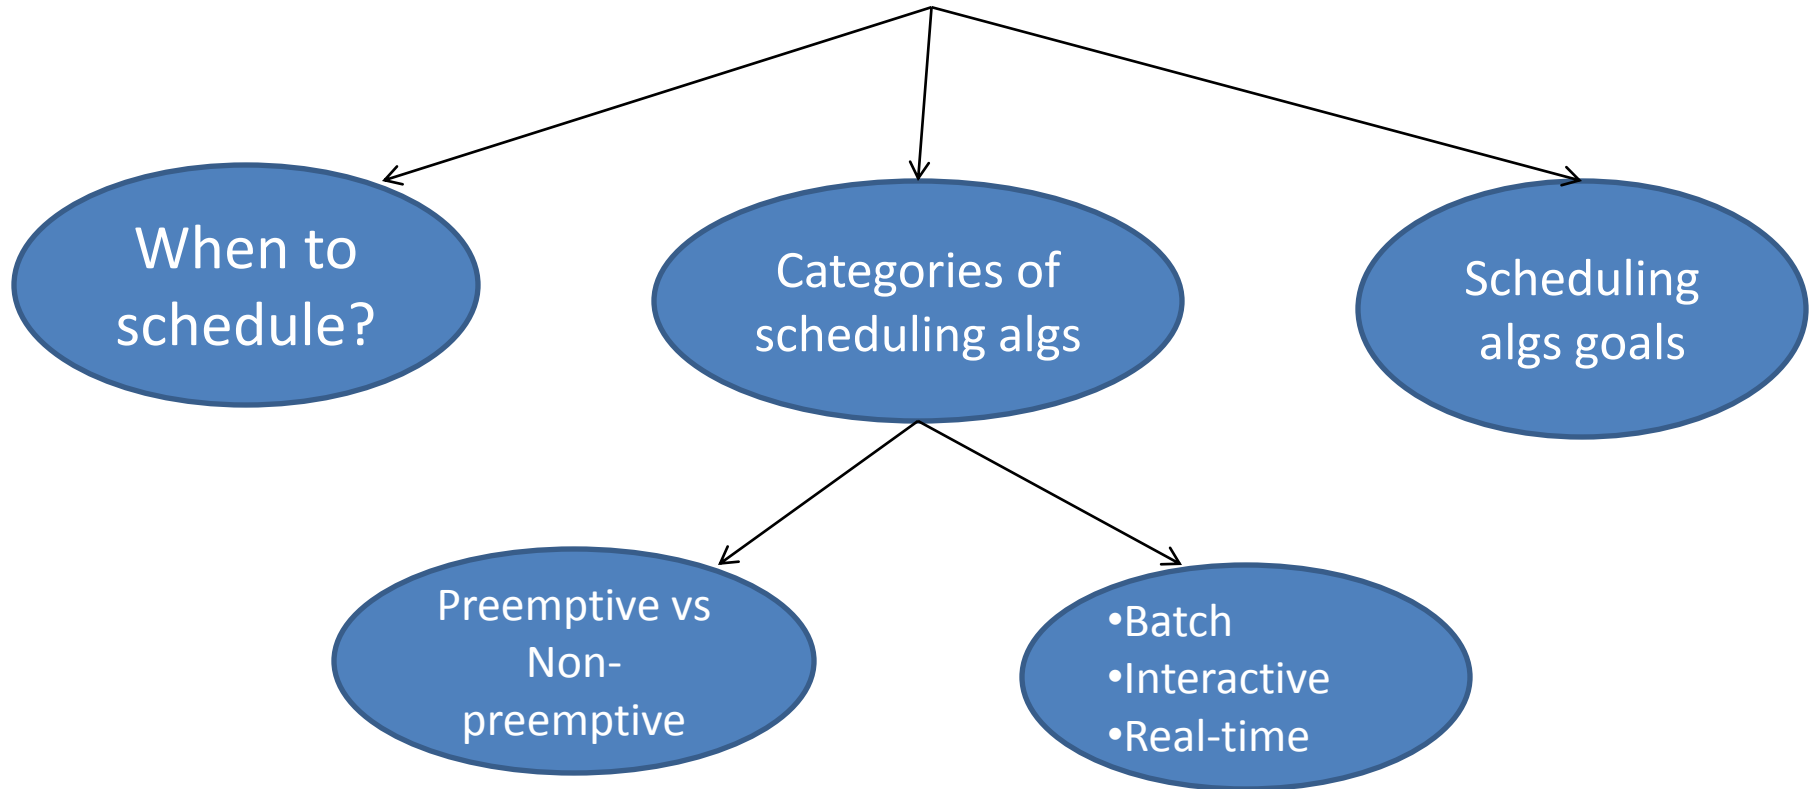 When to
schedule?
Categories of
scheduling algs
Scheduling
algs goals
Preemptive vs
Non-
preemptive
•Batch
•Interactive
•Real-time